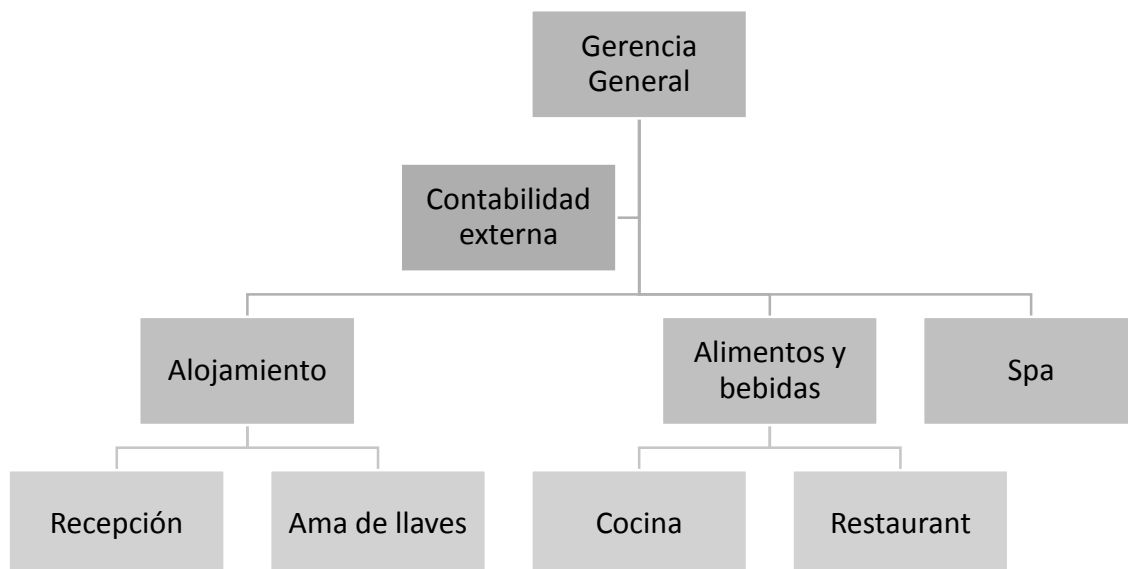 Gerencia
General
Contabilidad
externa
Alojamiento
Alimentos y
bebidas
Spa
Recepción
Ama de llaves
Cocina
Restaurant